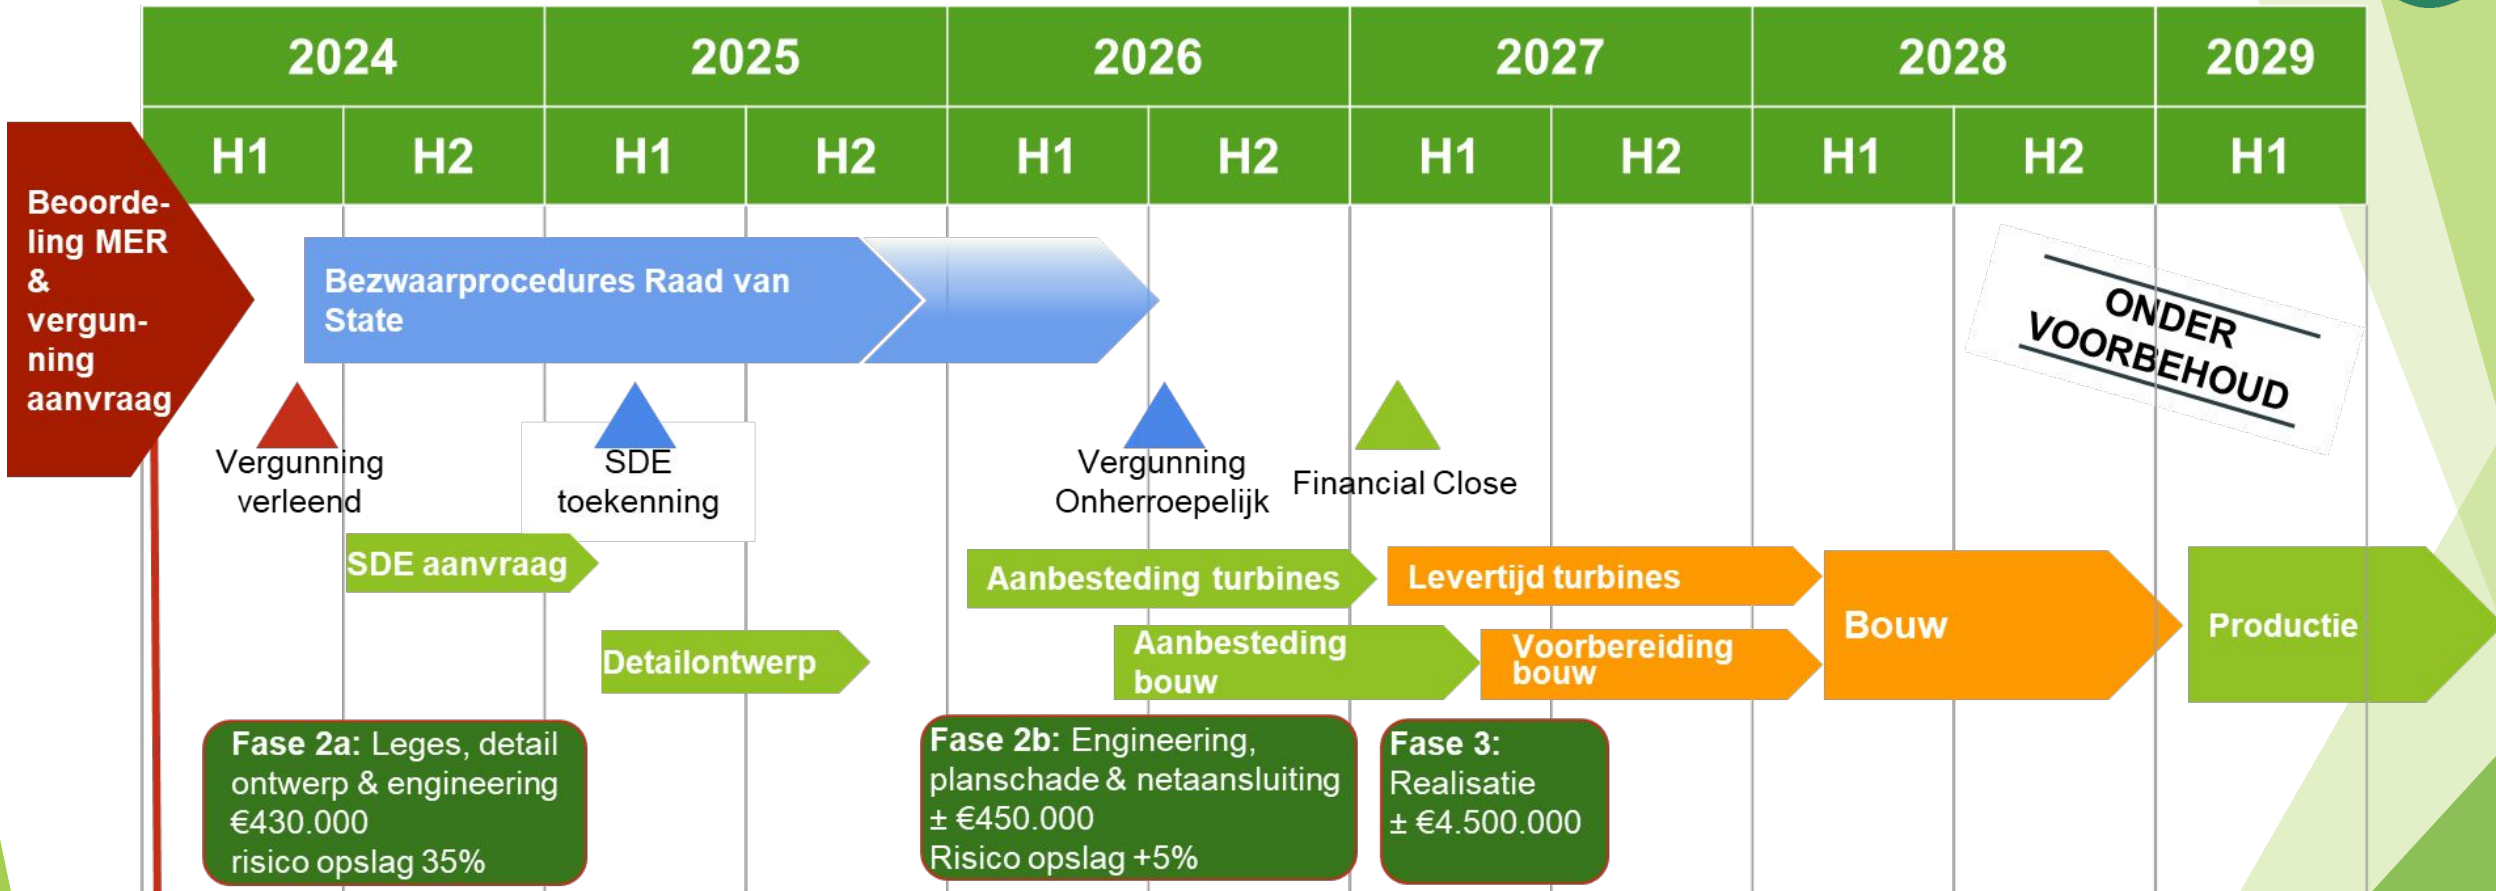 2024
2025
2026
2027
2028
2029
H1
H2
H1
H2
H1
H2
H1
H2
H1
H2
H1
Beoorde-
ling MER
&
vergun-
ning
aanvraag
Bezwaarprocedures Raad van
State
ONDER
VOORBEHOUD
Vergunning
verleend
SDE
toekenning
Vergunning
Onherroepelijk
Financial Close
SDE aanvraag
Aanbesteding turbines
Levertijd turbines
Bouw
Productie
Detailontwerp
Aanbesteding
bouw
Voorbereiding
bouw
Fase 2a: Leges, detail
ontwerp & engineering
€430.000
risico opslag 35%
Fase 2b: Engineering,
planschade & netaansluiting
± €450.000
Risico opslag +5%
Fase 3:
Realisatie
± €4.500.000